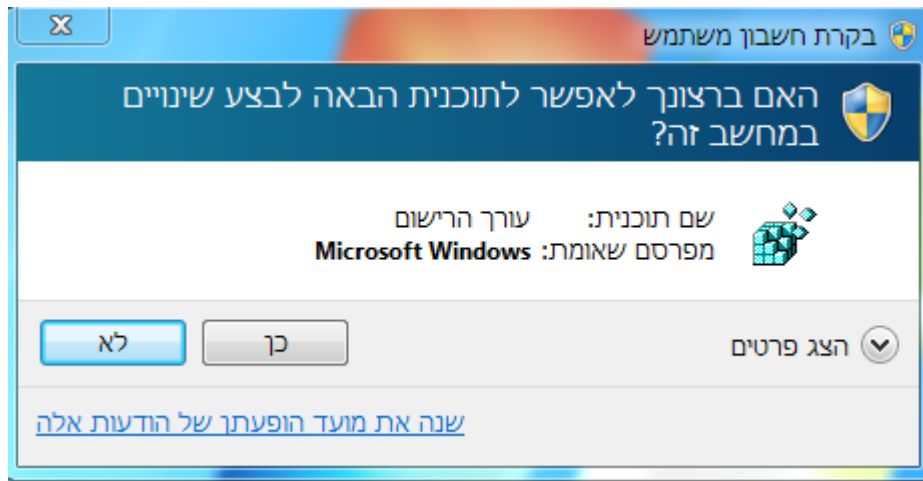 בקרת חשבון משתמש
האם ברצונך לאפשר לתוכנית הבאה לבצע שינויים
במחשב זה?
שם תוכנית: עורך הרישום
מפרסם שאומת: Microsoft Windows
הצג פרטים
כן
לא
שנה את מועד הופעתן של הודעות אלה